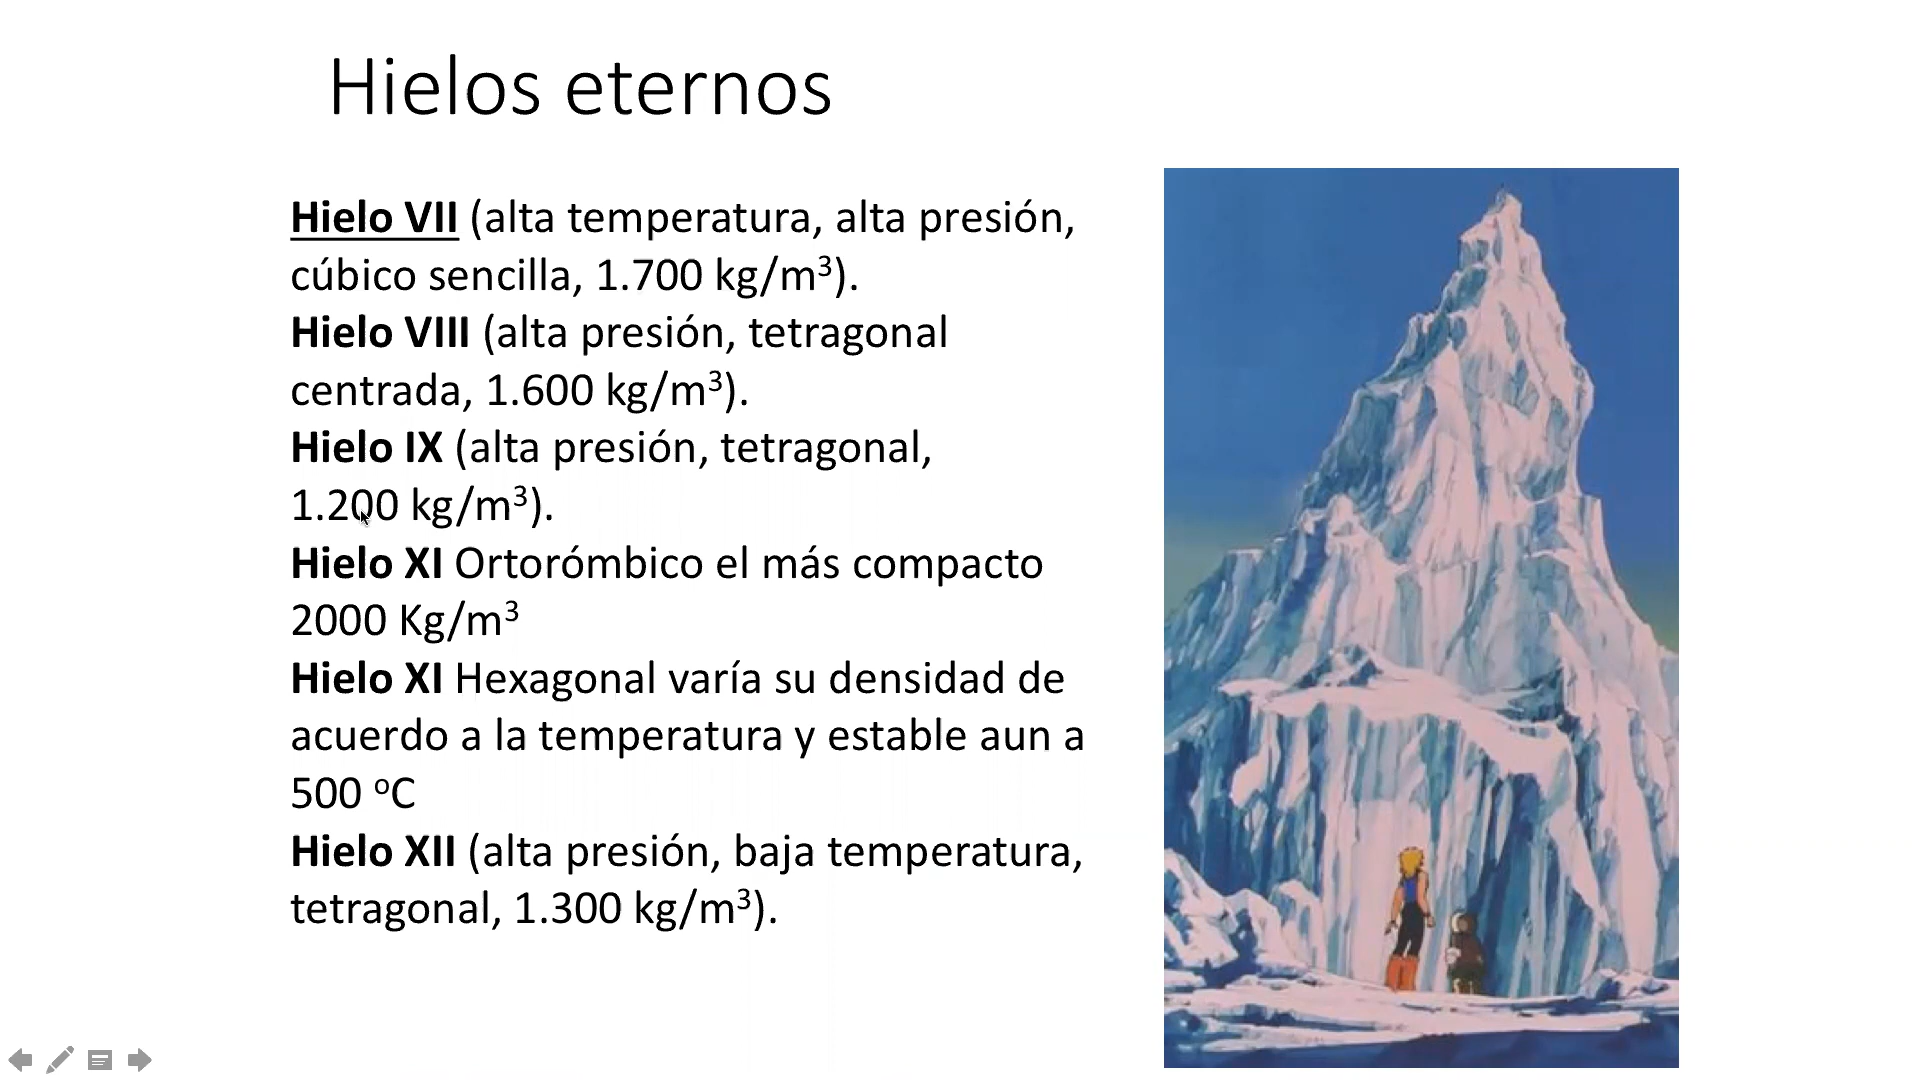 Hielos eternos
Hielo VII (alta temperatura, alta presión,
cúbico sencilla, 1.700 kg/m³).
Hielo VIII (alta presión, tetragonal
centrada, 1.600 kg/m³).
Hielo IX (alta presión, tetragonal,
1.200 kg/m³).
Hielo XI Ortorómbico el más compacto
2000 Kg/m³
Hielo XI Hexagonal varía su densidad de
acuerdo a la temperatura y estable aun a
500 ºC
Hielo XII (alta presión, baja temperatura,
tetragonal, 1.300 kg/m³).